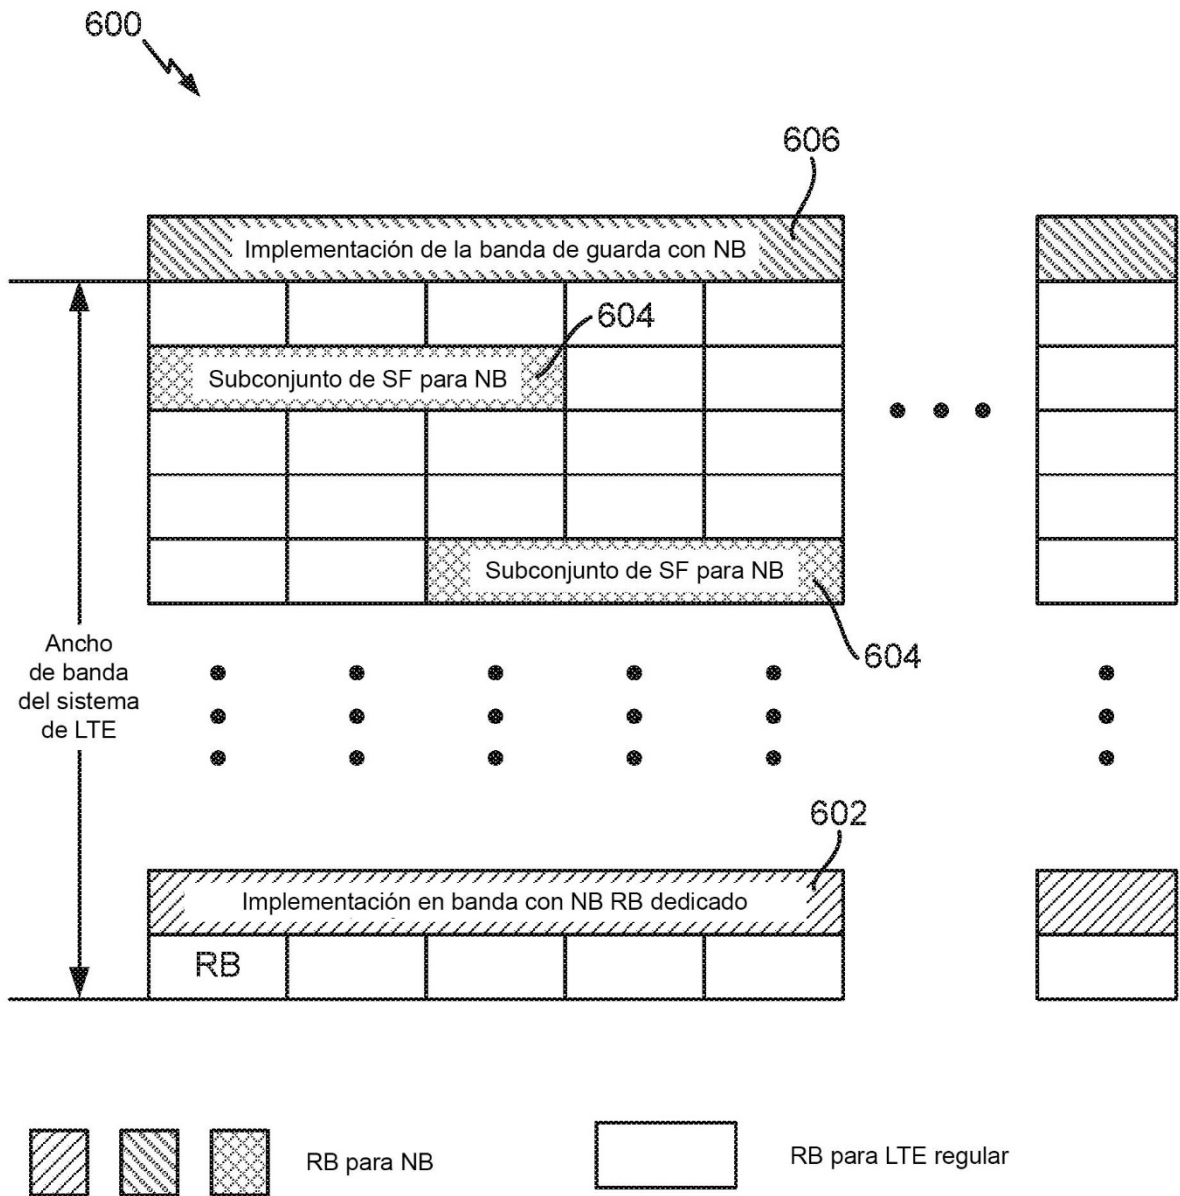 600
606
Implementación de la banda de guarda con NB
604
Subconjunto de SF para NB
Subconjunto de SF para NB
604
Ancho
de banda
del sistema
de LTE
602
Implementación en banda con NB RB dedicado
RB
RB para NB
RB para LTE regular